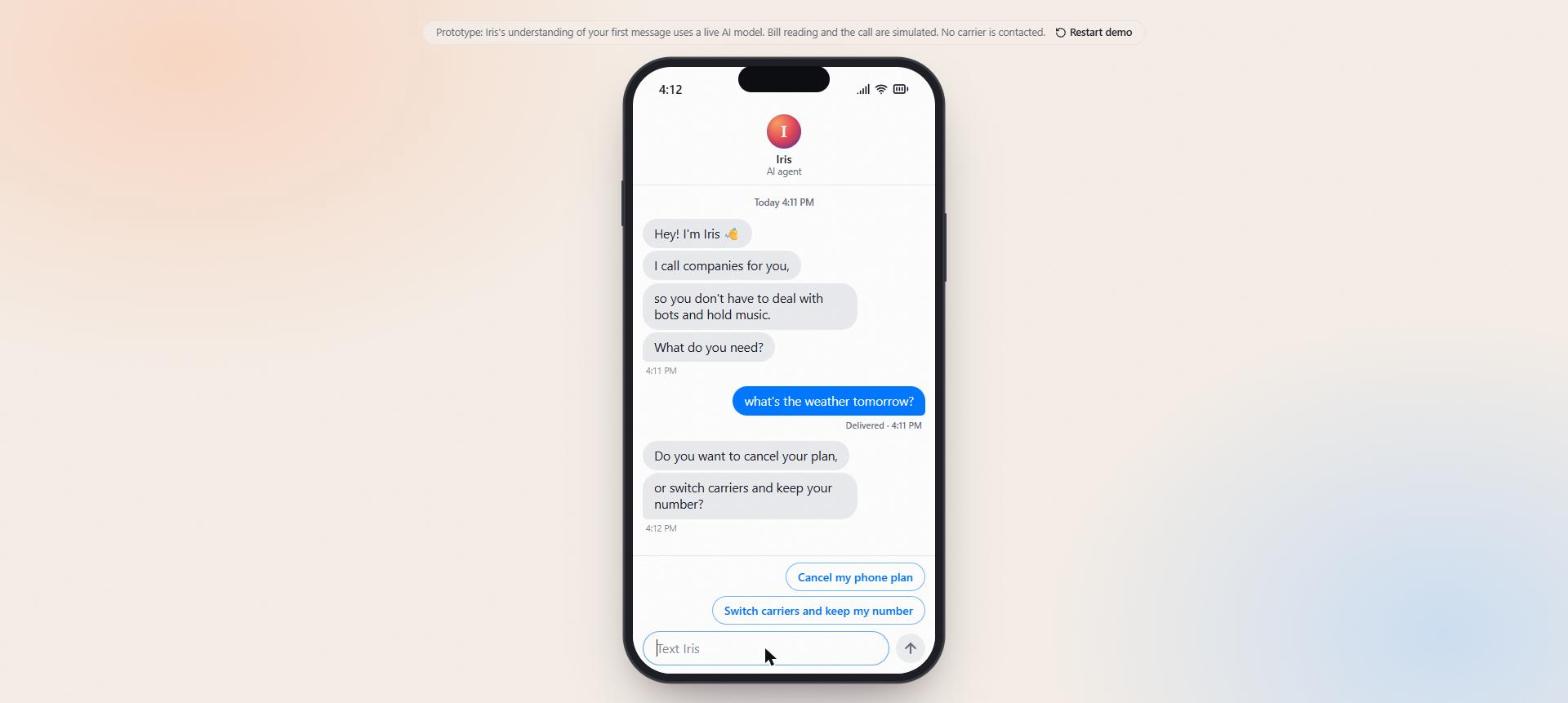 Prototype: Iris's understanding of your first message uses a live AI model. Bill reading and the call are simulated. No carrier is contacted. Restart demo
4:12
I
Iris
AI agent
Today 4:11 PM
Hey! I'm Iris 👋
I call companies for you,
so you don't have to deal with
bots and hold music.
What do you need?
4:11 PM
what's the weather tomorrow?
Delivered · 4:11 PM
Do you want to cancel your plan,
or switch carriers and keep your
number?
4:12 PM
Cancel my phone plan
Switch carriers and keep my number
Text Iris